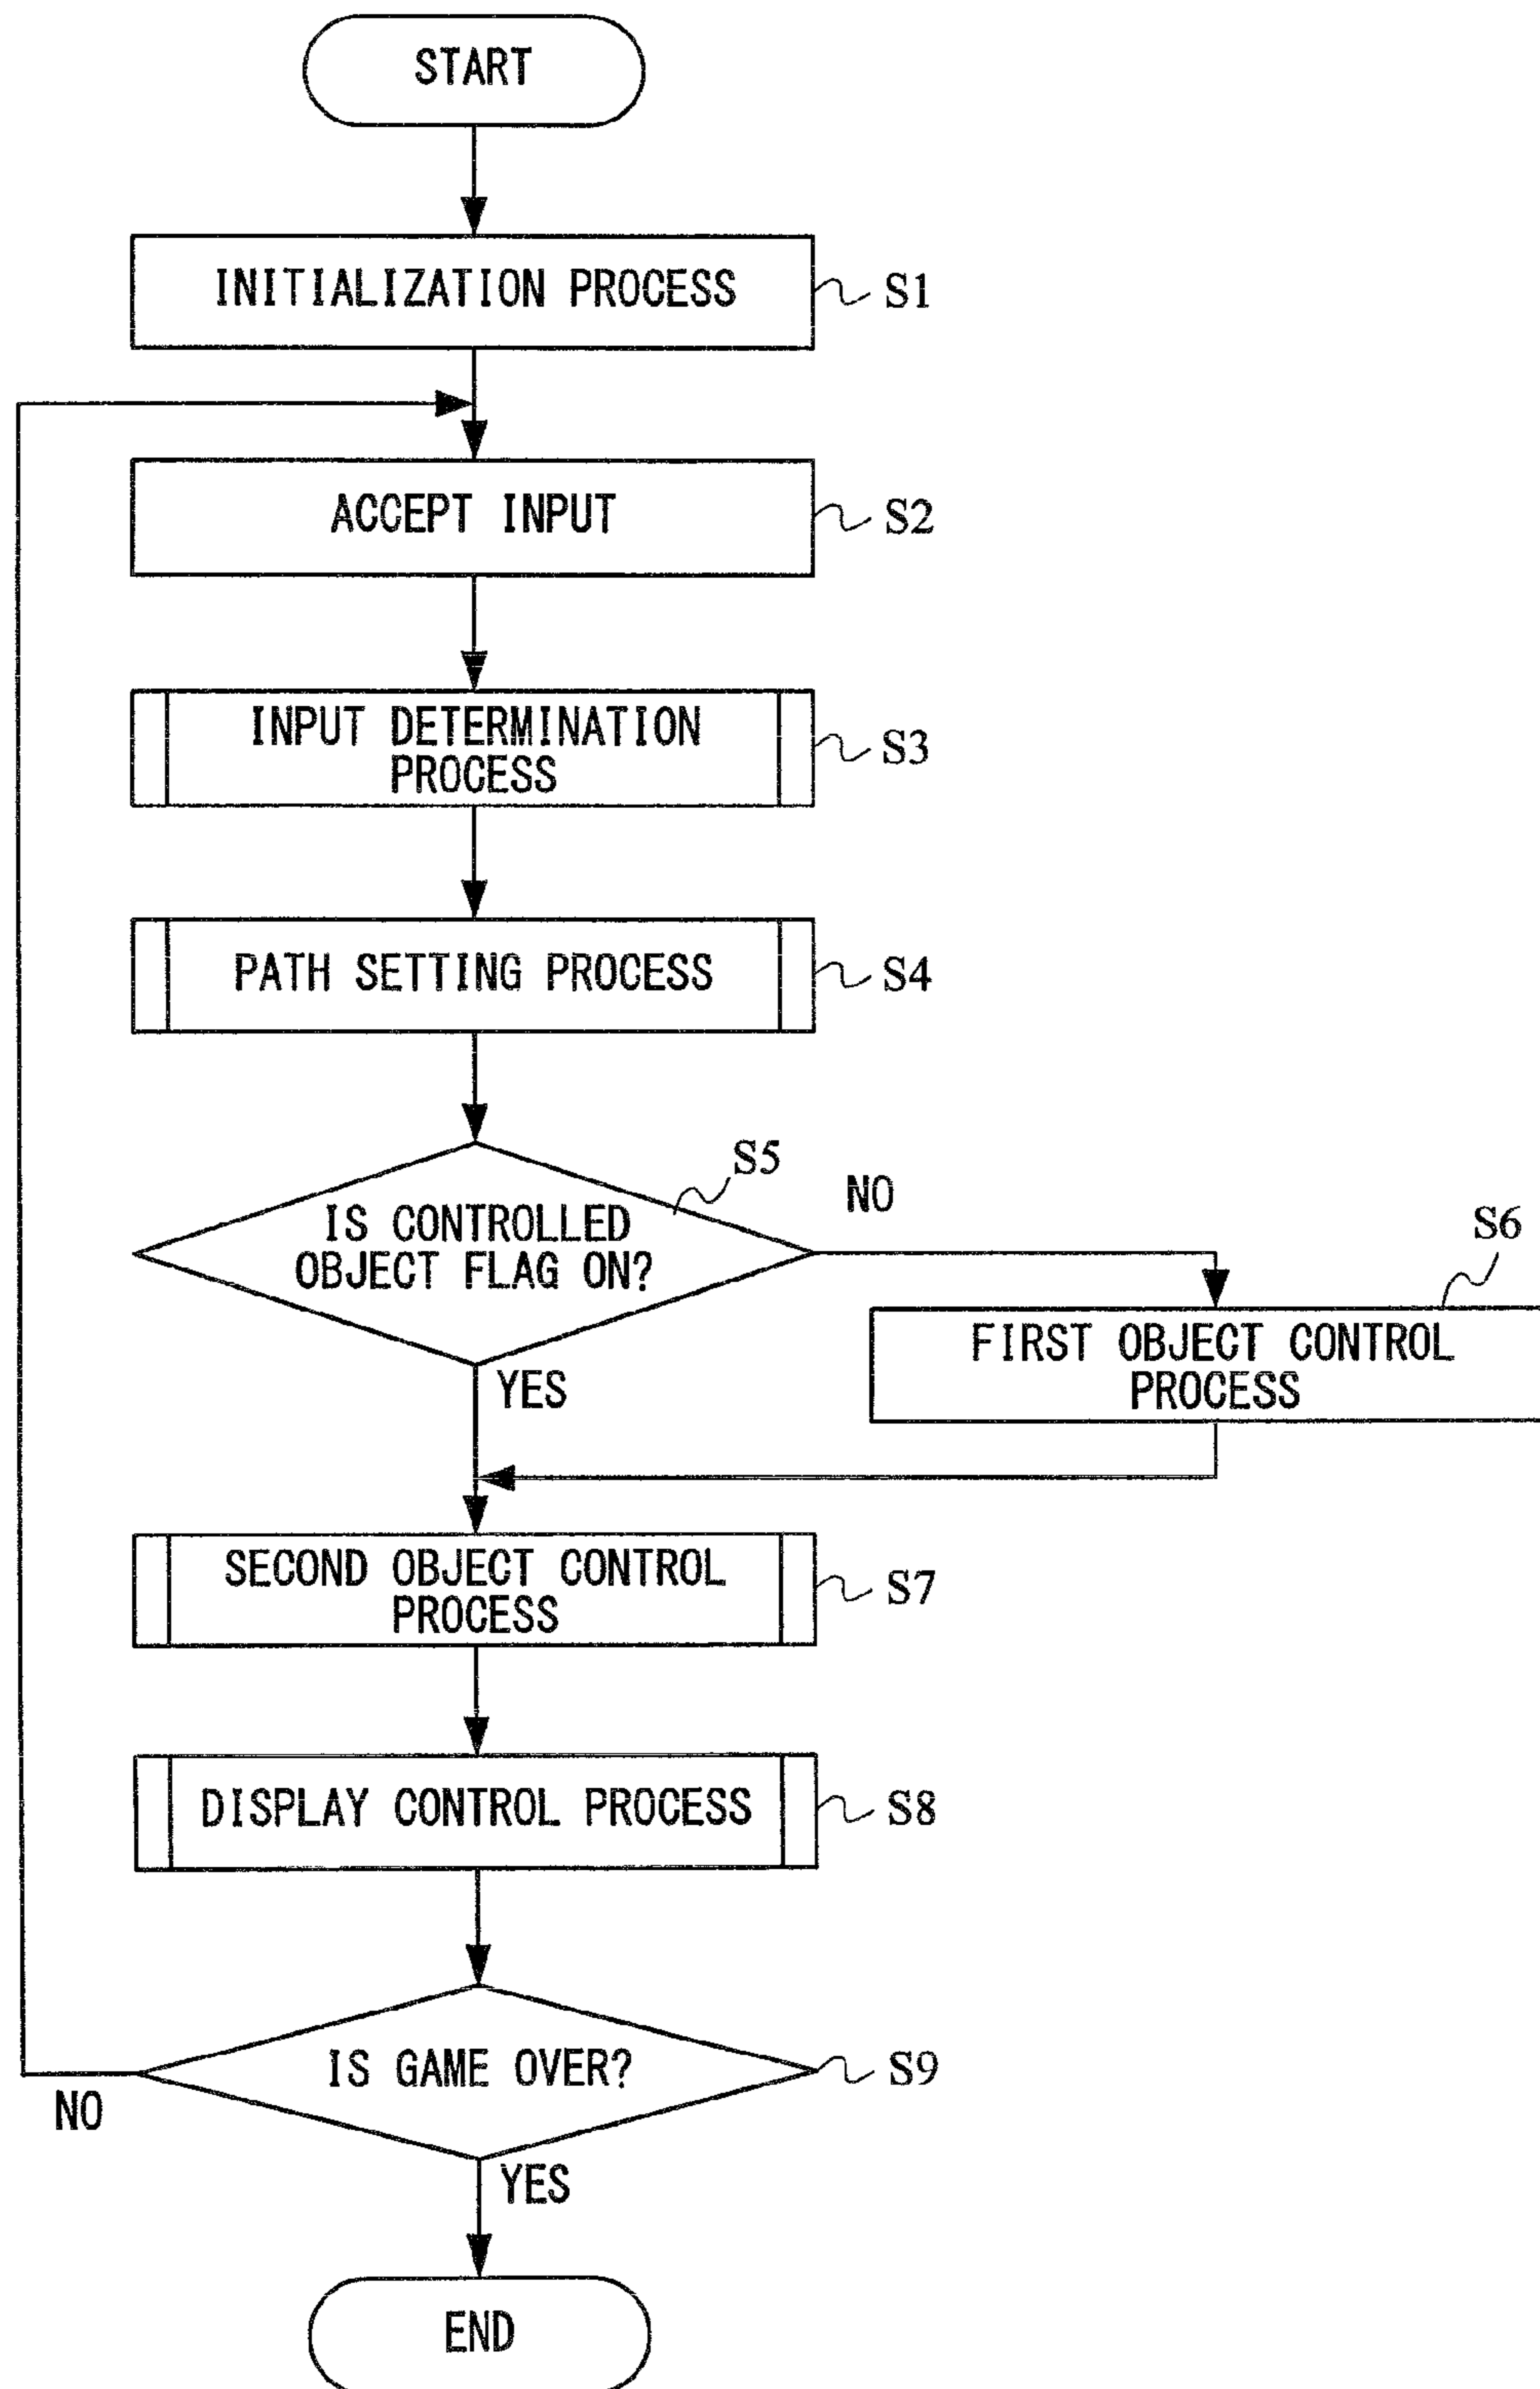 START
INITIALIZATION PROCESS
S1
ACCEPT INPUT
S2
INPUT DETERMINATION
PROCESS
S3
PATH SETTING PROCESS
S4
S5
IS CONTROLLED
OBJECT FLAG ON?
NO
YES
S6
FIRST OBJECT CONTROL
PROCESS
SECOND OBJECT CONTROL
PROCESS
S7
DISPLAY CONTROL PROCESS
S8
IS GAME OVER?
S9
NO
YES
END